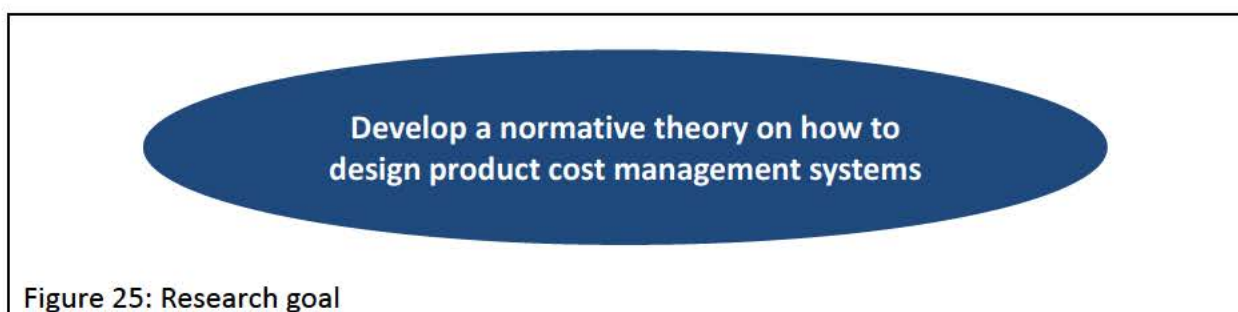 Develop a normative theory on how to
design product cost management systems
Figure 25: Research goal